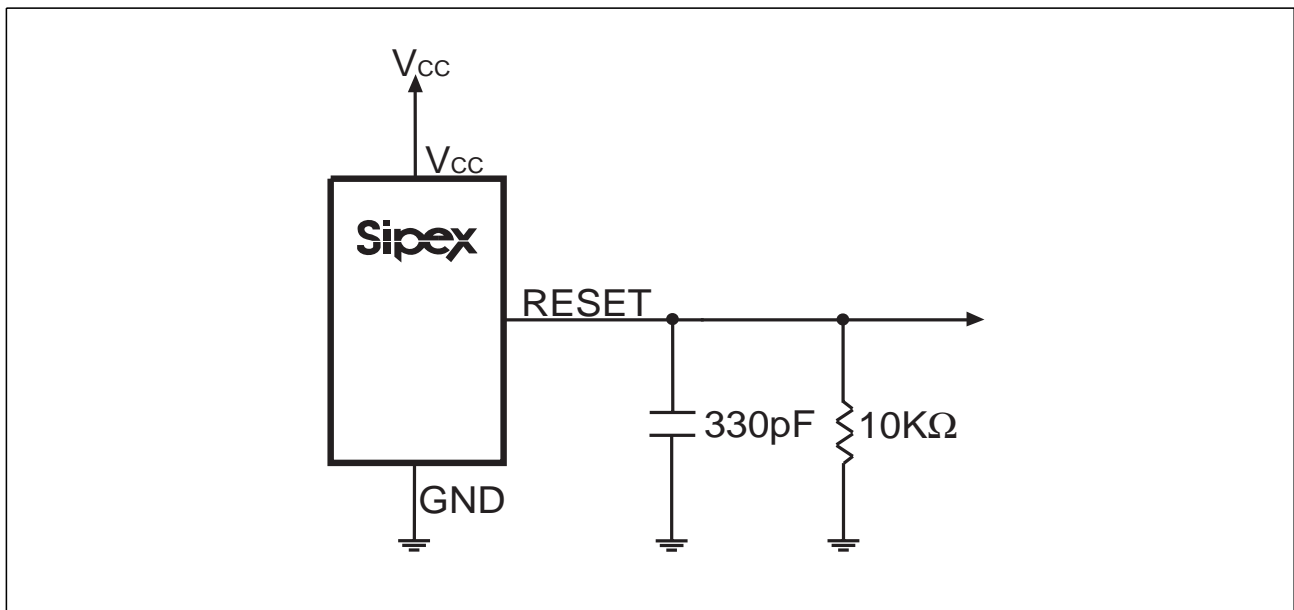 VCC
VCC
Sipex
RESET
330pF
10KΩ
GND